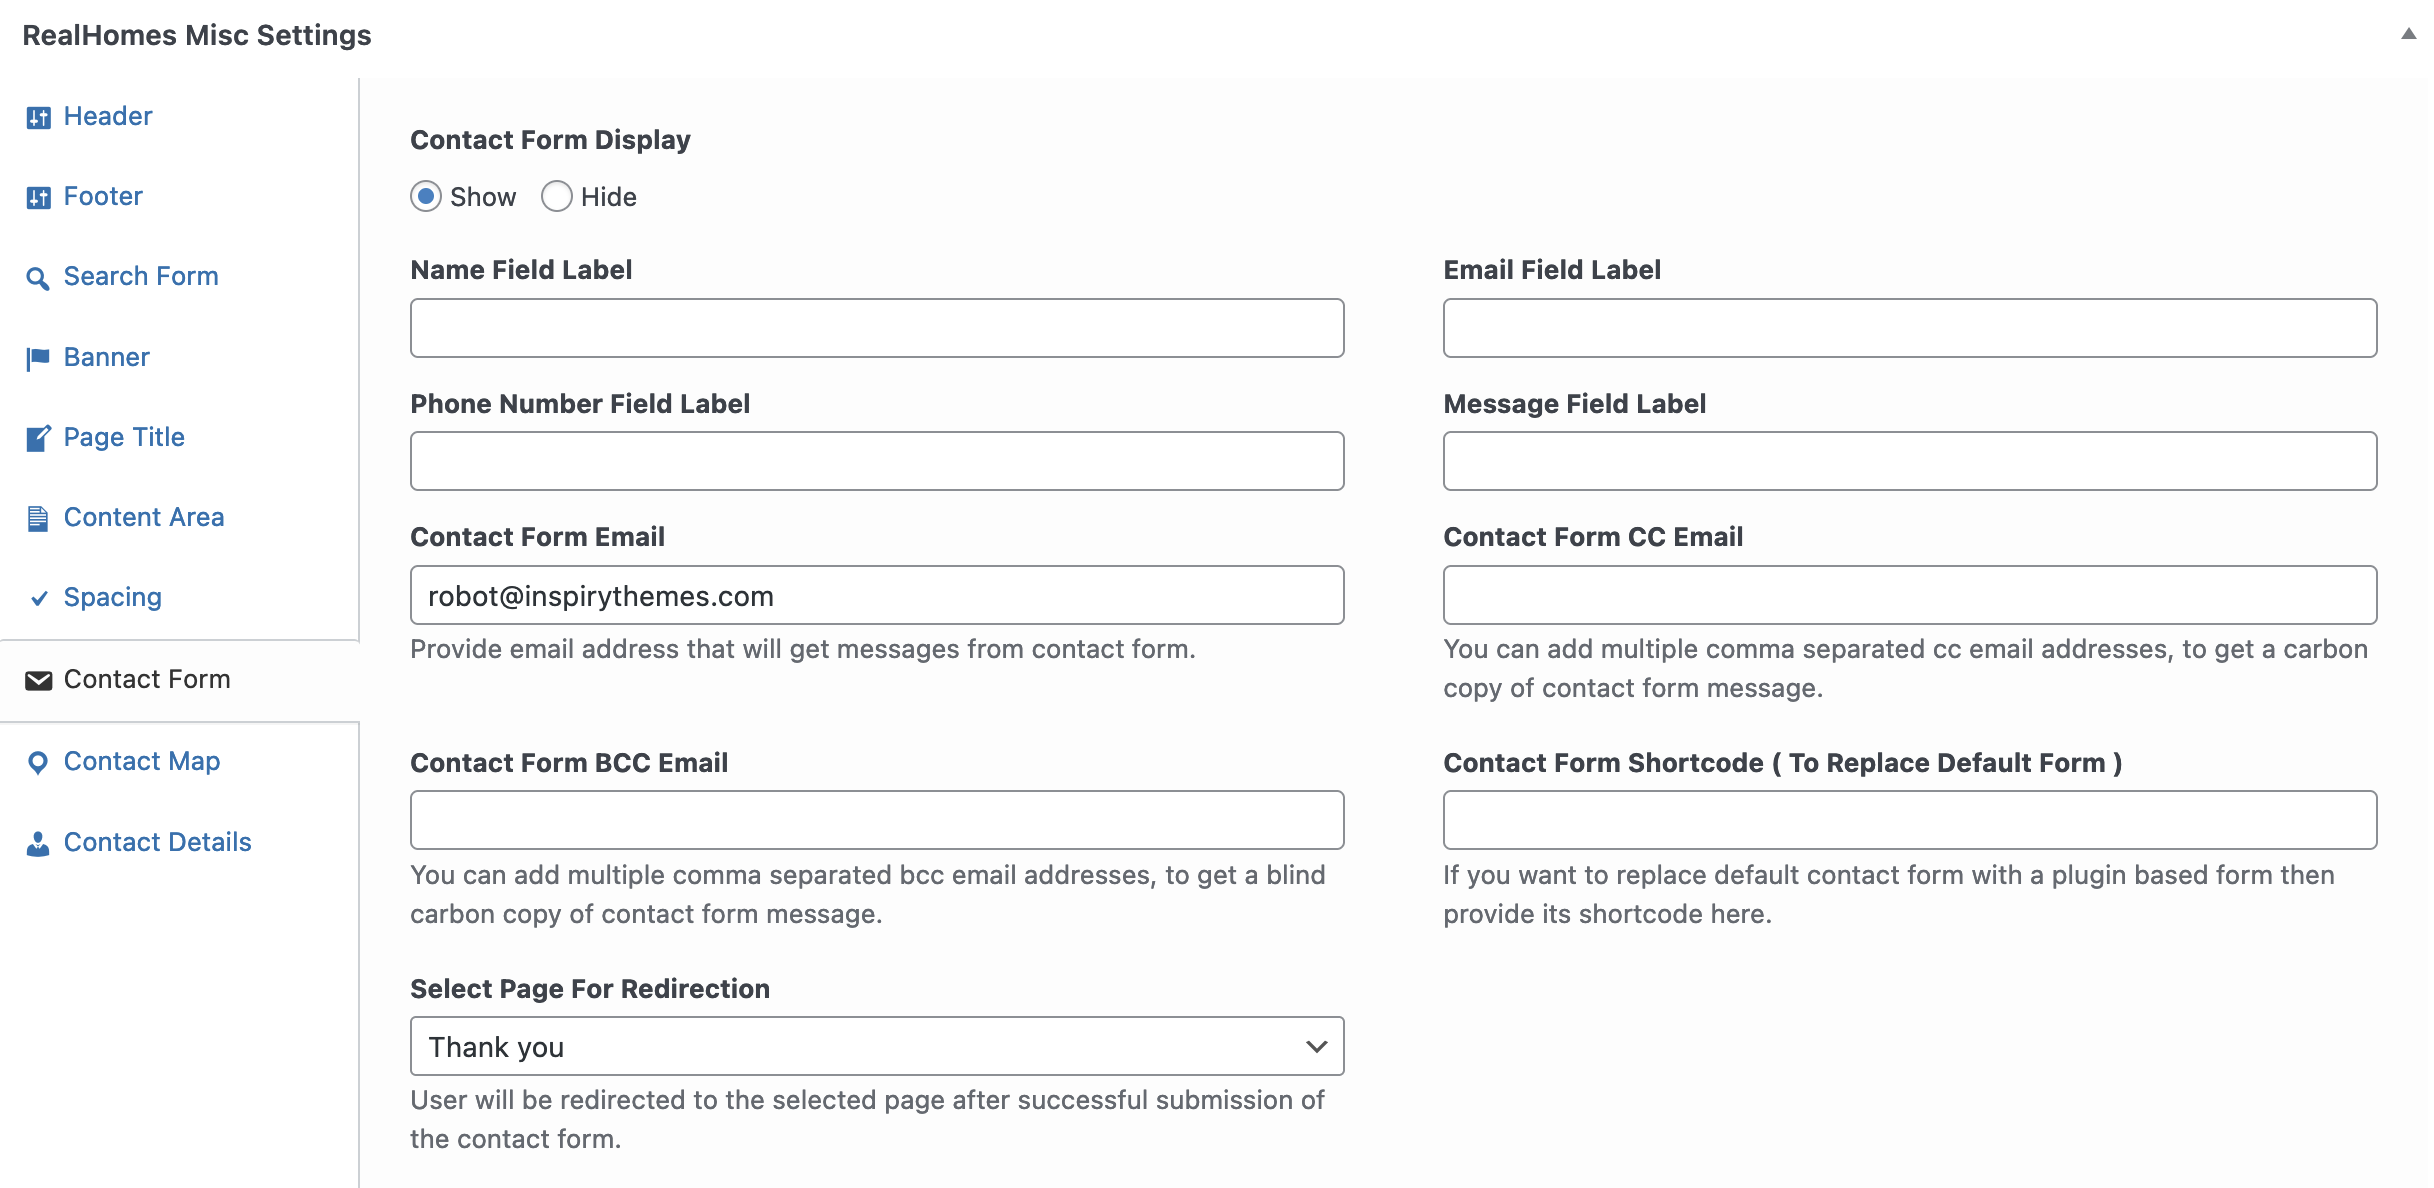 RealHomes Misc Settings
Header
Footer
Search Form
Banner
Page Title
Content Area
Spacing
Contact Form
Contact Map
Contact Details
Contact Form Display
Show Hide
Name Field Label
Email Field Label
Phone Number Field Label
Message Field Label
Contact Form Email
robot@inspirythemes.com
Provide email address that will get messages from contact form.
Contact Form CC Email
You can add multiple comma separated cc email addresses, to get a carbon
copy of contact form message.
Contact Form BCC Email
You can add multiple comma separated bcc email addresses, to get a blind
carbon copy of contact form message.
Contact Form Shortcode ( To Replace Default Form )
If you want to replace default contact form with a plugin based form then
provide its shortcode here.
Select Page For Redirection
Thank you
User will be redirected to the selected page after successful submission of
the contact form.